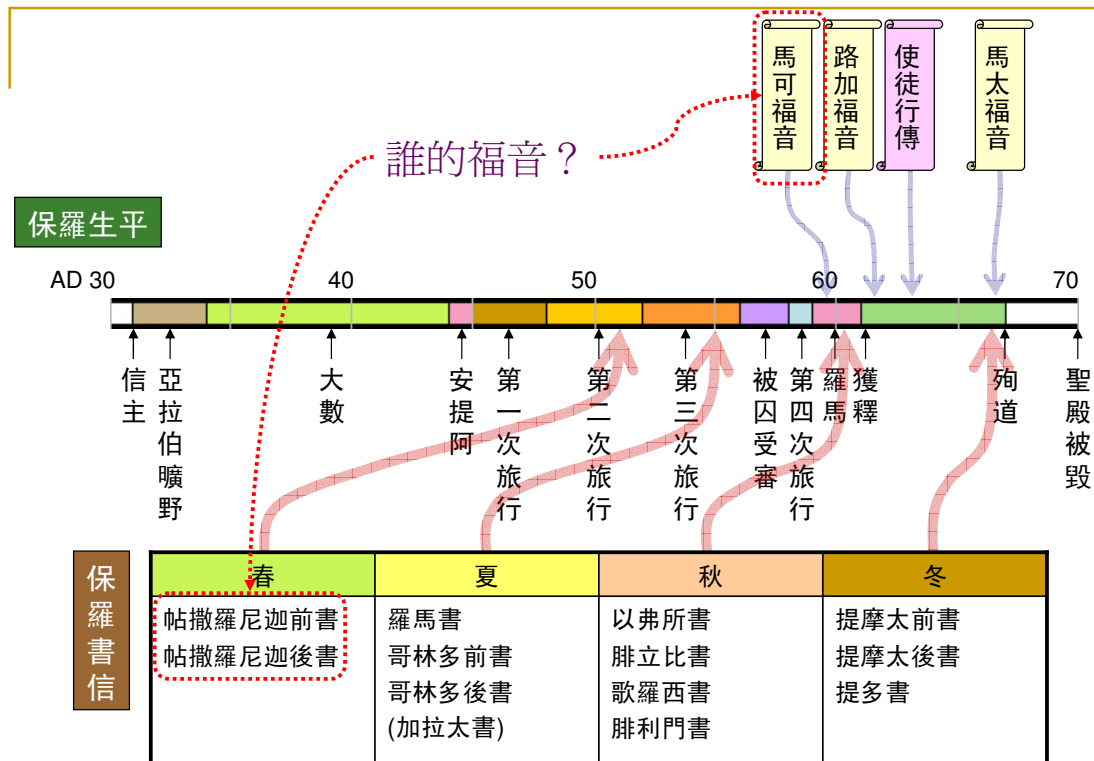 馬可福音
路加福音
使徒行傳
馬太福音
誰的福音？
保羅生平
AD 30
40
50
60
70
信主
亞拉伯曠野
大數
安提阿
第一次旅行
第二次旅行
第三次旅行
被囚受審
第四次旅行
羅馬
獲釋
殉道
聖殿被毀
保羅書信
春
夏
秋
冬
帖撒羅尼迦前書
帖撒羅尼迦後書
羅馬書
哥林多前書
哥林多後書
(加拉太書)
以弗所書
腓立比書
歌羅西書
腓利門書
提摩太前書
提摩太後書
提多書